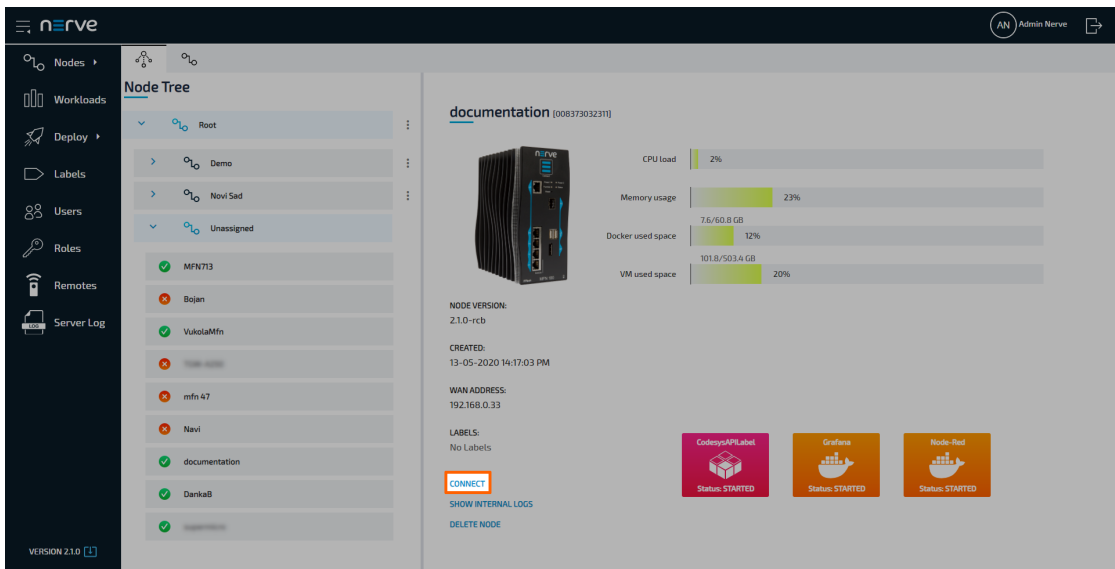 nerve
AN Admin Nerve
Nodes
Workloads
Deploy
Labels
Users
Roles
Remotes
LOG Server Log
VERSION 2.1.0
Node Tree
Root
Demo
Novi Sad
Unassigned
MFN713
Bojan
VukolaMfn
mfn 47
Navi
documentation
DankaB
documentation [008373032311]
nerve
CPU load 2%
Memory usage 23%
7.6/60.8 GB
Docker used space 12%
101.8/503.4 GB
VM used space 20%
NODE VERSION:
2.1.0-rcb
CREATED:
13-05-2020 14:17:03 PM
WAN ADDRESS:
192.168.0.33
LABELS:
No Labels
CONNECT
SHOW INTERNAL LOGS
DELETE NODE
CodesysAPILabel
Status: STARTED
Grafana
Status: STARTED
Node-Red
Status: STARTED